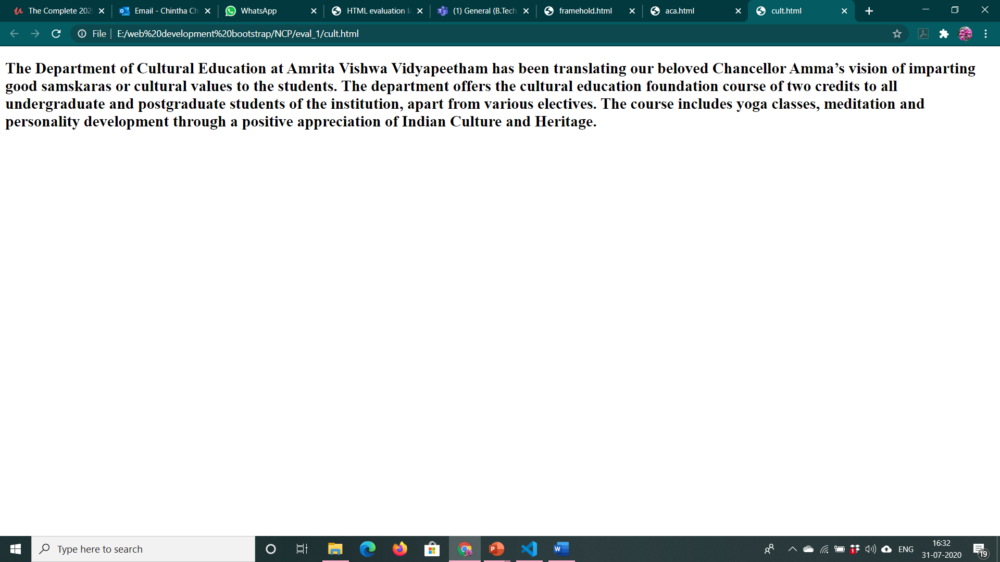 The Complete 202
Email - Chintha Ch
WhatsApp
HTML evaluation la
(1) General (B.Tech
framehold.html
aca.html
cult.html
File
E:/web%20development%20bootstrap/NCP/eval_1/cult.html
The Department of Cultural Education at Amrita Vishwa Vidyapeetham has been translating our beloved Chancellor Amma’s vision of imparting
good samskaras or cultural values to the students. The department offers the cultural education foundation course of two credits to all
undergraduate and postgraduate students of the institution, apart from various electives. The course includes yoga classes, meditation and
personality development through a positive appreciation of Indian Culture and Heritage.
Type here to search
ENG
16:32
31-07-2020
19